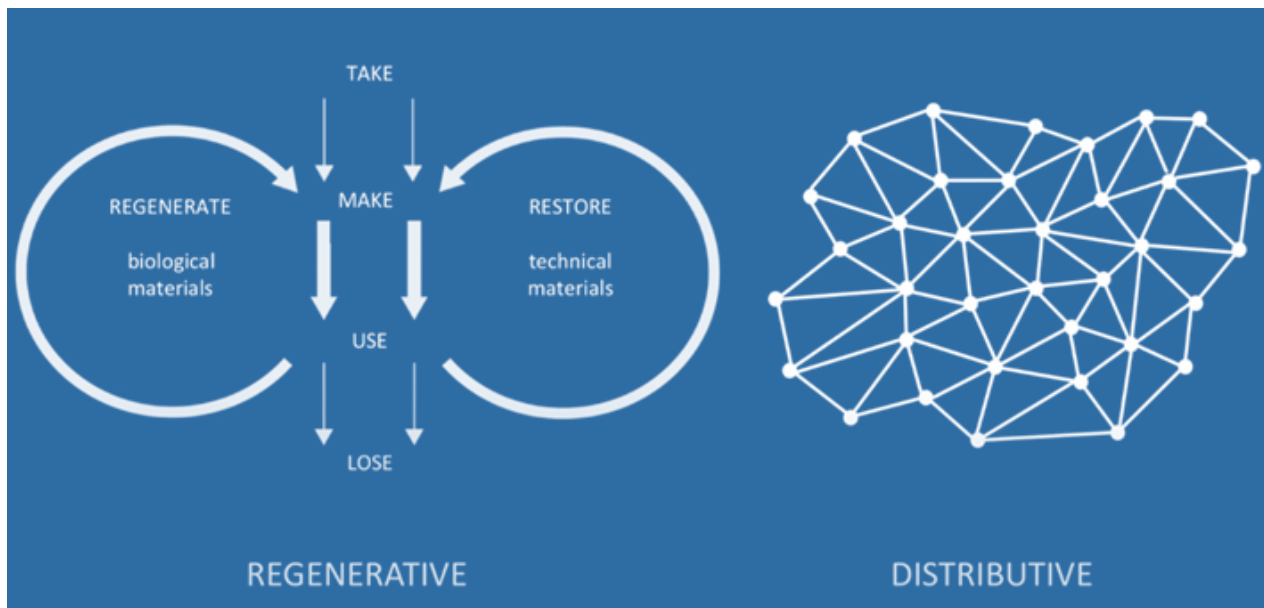 TAKE
MAKE
REGENERATE
biological
materials
RESTORE
technical
materials
USE
LOSE
REGENERATIVE
DISTRIBUTIVE